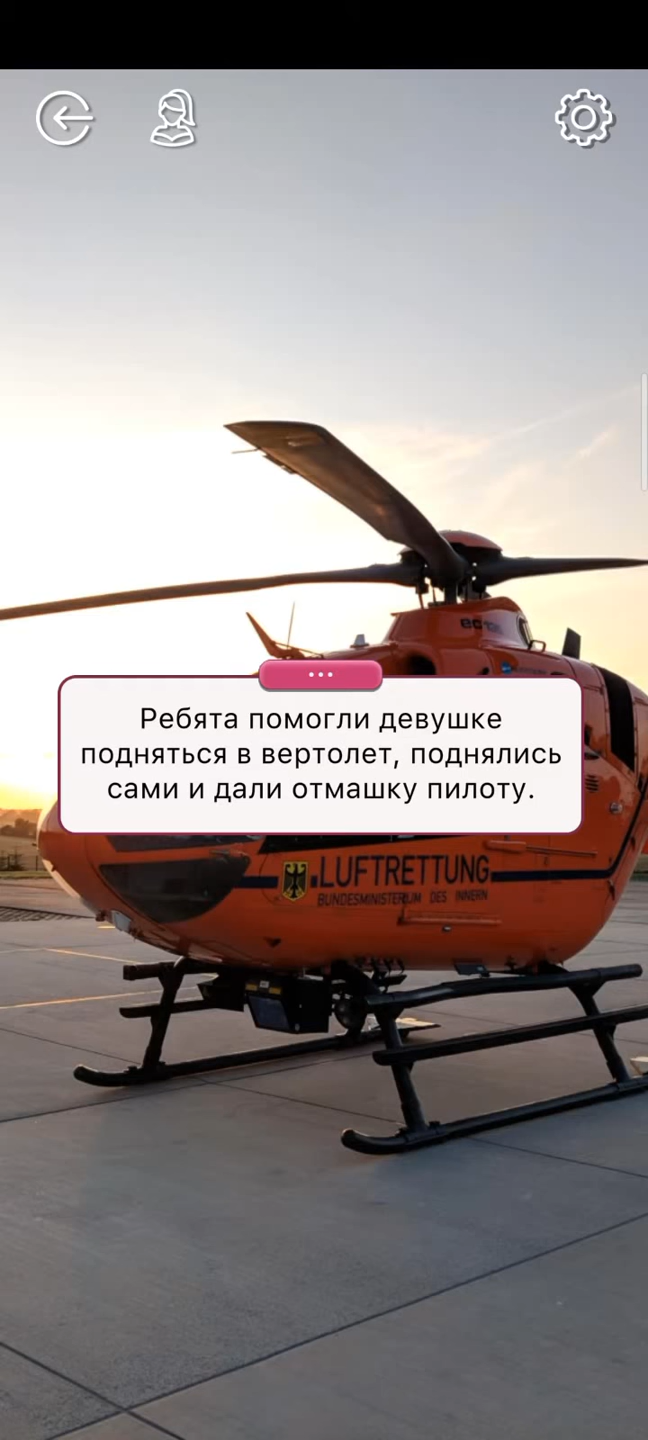 ...
Ребята помогли девушке
подняться в вертолет, поднялись
сами и дали отмашку пилоту.
LUFTRETTUNG
BUNDESMINISTERIUM DES INNERN